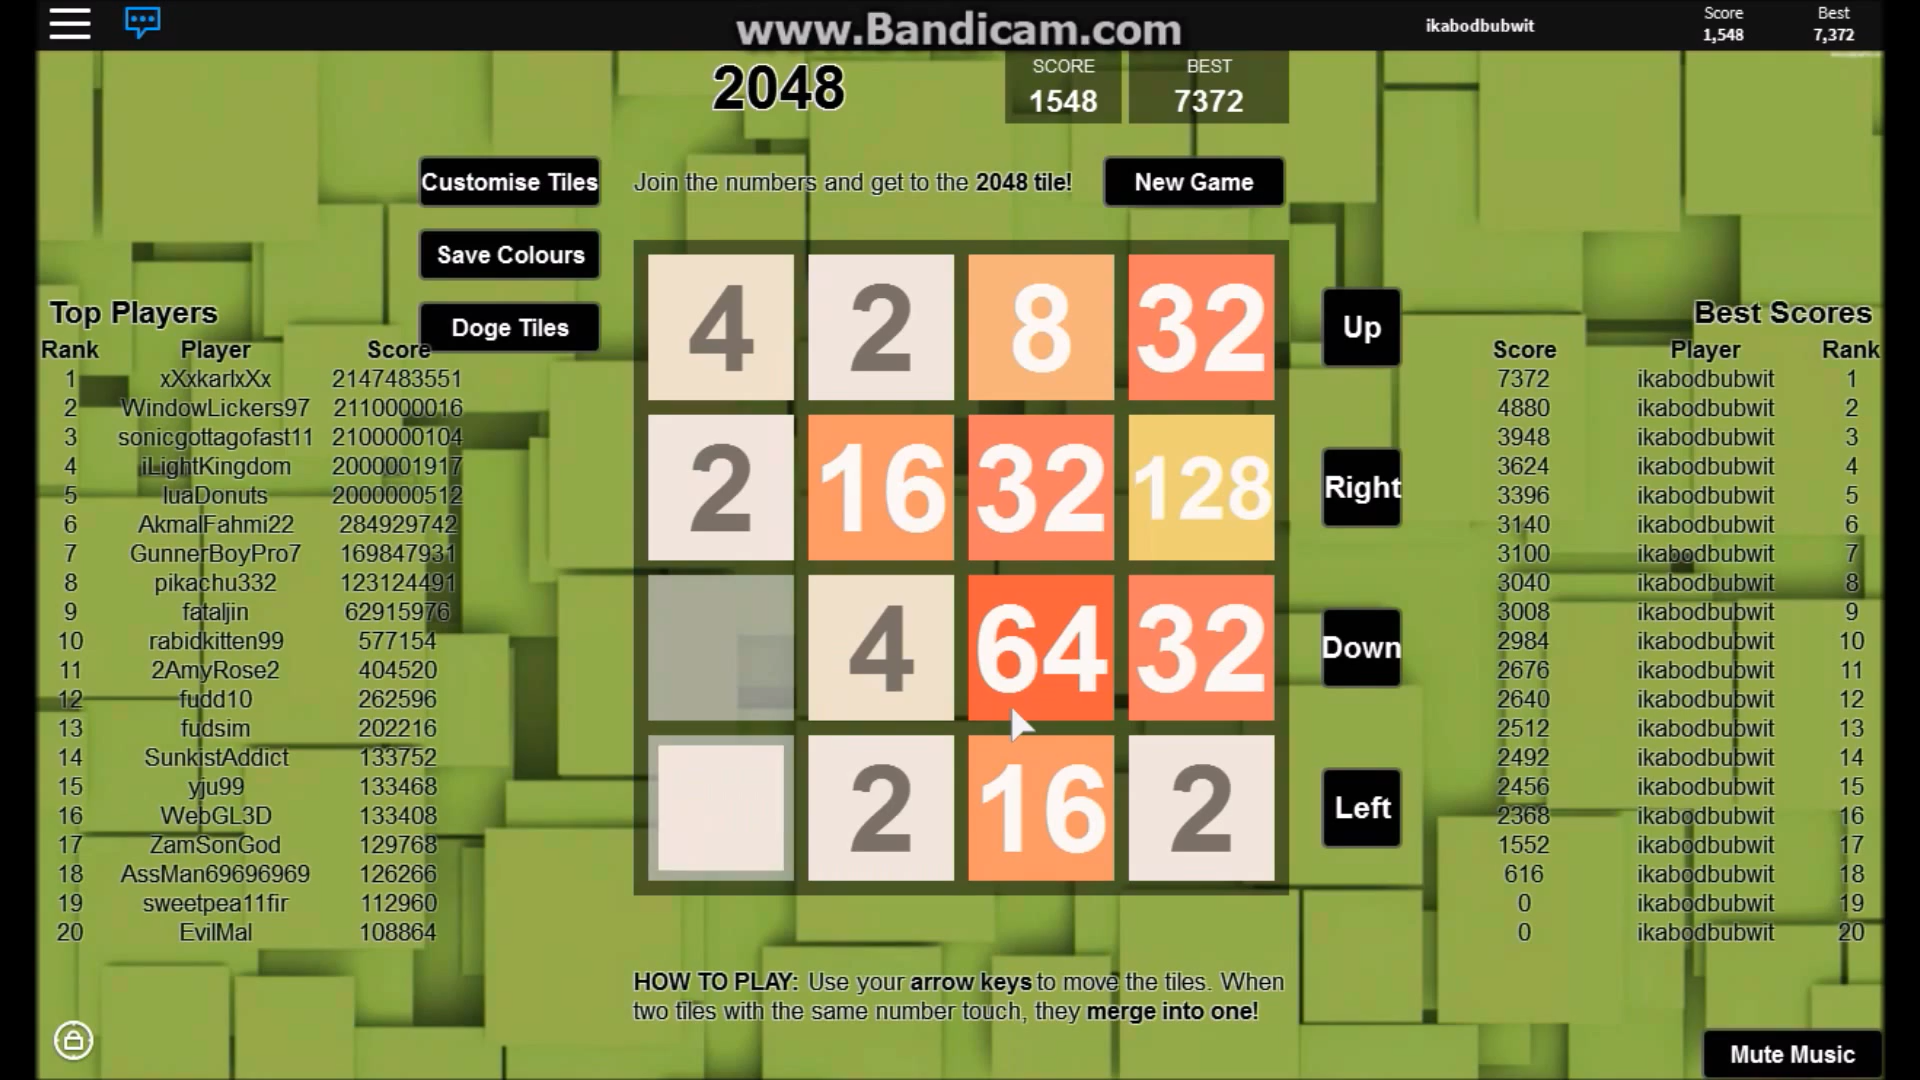 www.Bandicam.com
ikabodbubwit
Score
1,548
Best
7,372
2048
SCORE
1548
BEST
7372
Customise Tiles
Join the numbers and get to the 2048 tile!
New Game
Save Colours
Doge Tiles
4 2 8 32
2 16 32 128
4 64 32
2 16 2
Up
Right
Down
Left
Top Players
Rank Player Score
1 xXxkarlxXx 2147483551
2 WindowLickers97 2110000016
3 sonicgottagofast11 2100000104
4 iLightKingdom 2000001917
5 luaDonuts 2000000512
6 AkmalFahmi22 284929742
7 GunnerBoyPro7 169847931
8 pikachu332 123124491
9 fataljin 62915976
10 rabidkitten99 577154
11 2AmyRose2 404520
12 fudd10 262596
13 fudsim 202216
14 SunkistAddict 133752
15 yju99 133468
16 WebGL3D 133408
17 ZamSonGod 129768
18 AssMan69696969 126266
19 sweetpea11fir 112960
20 EvilMal 108864
Best Scores
Score Player Rank
7372 ikabodbubwit 1
4880 ikabodbubwit 2
3948 ikabodbubwit 3
3624 ikabodbubwit 4
3396 ikabodbubwit 5
3140 ikabodbubwit 6
3100 ikabodbubwit 7
3040 ikabodbubwit 8
3008 ikabodbubwit 9
2984 ikabodbubwit 10
2676 ikabodbubwit 11
2640 ikabodbubwit 12
2512 ikabodbubwit 13
2492 ikabodbubwit 14
2456 ikabodbubwit 15
2368 ikabodbubwit 16
1552 ikabodbubwit 17
616 ikabodbubwit 18
0 ikabodbubwit 19
0 ikabodbubwit 20
HOW TO PLAY: Use your arrow keys to move the tiles. When
two tiles with the same number touch, they merge into one!
Mute Music